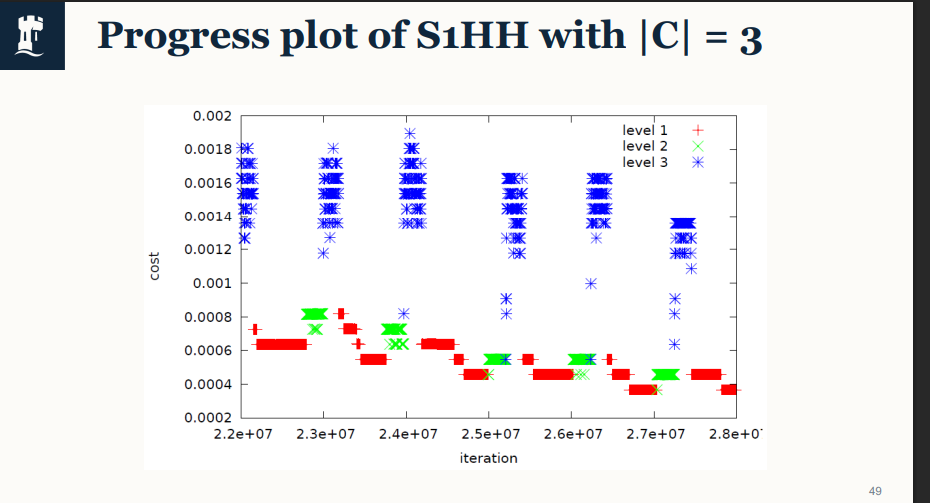 Progress plot of S1HH with |C| = 3
0.002
0.0018
0.0016
0.0014
0.0012
0.001
0.0008
0.0006
0.0004
0.0002
cost
level 1
level 2
level 3
2.2e+07 2.3e+07 2.4e+07 2.5e+07 2.6e+07 2.7e+07 2.8e+0
iteration
49